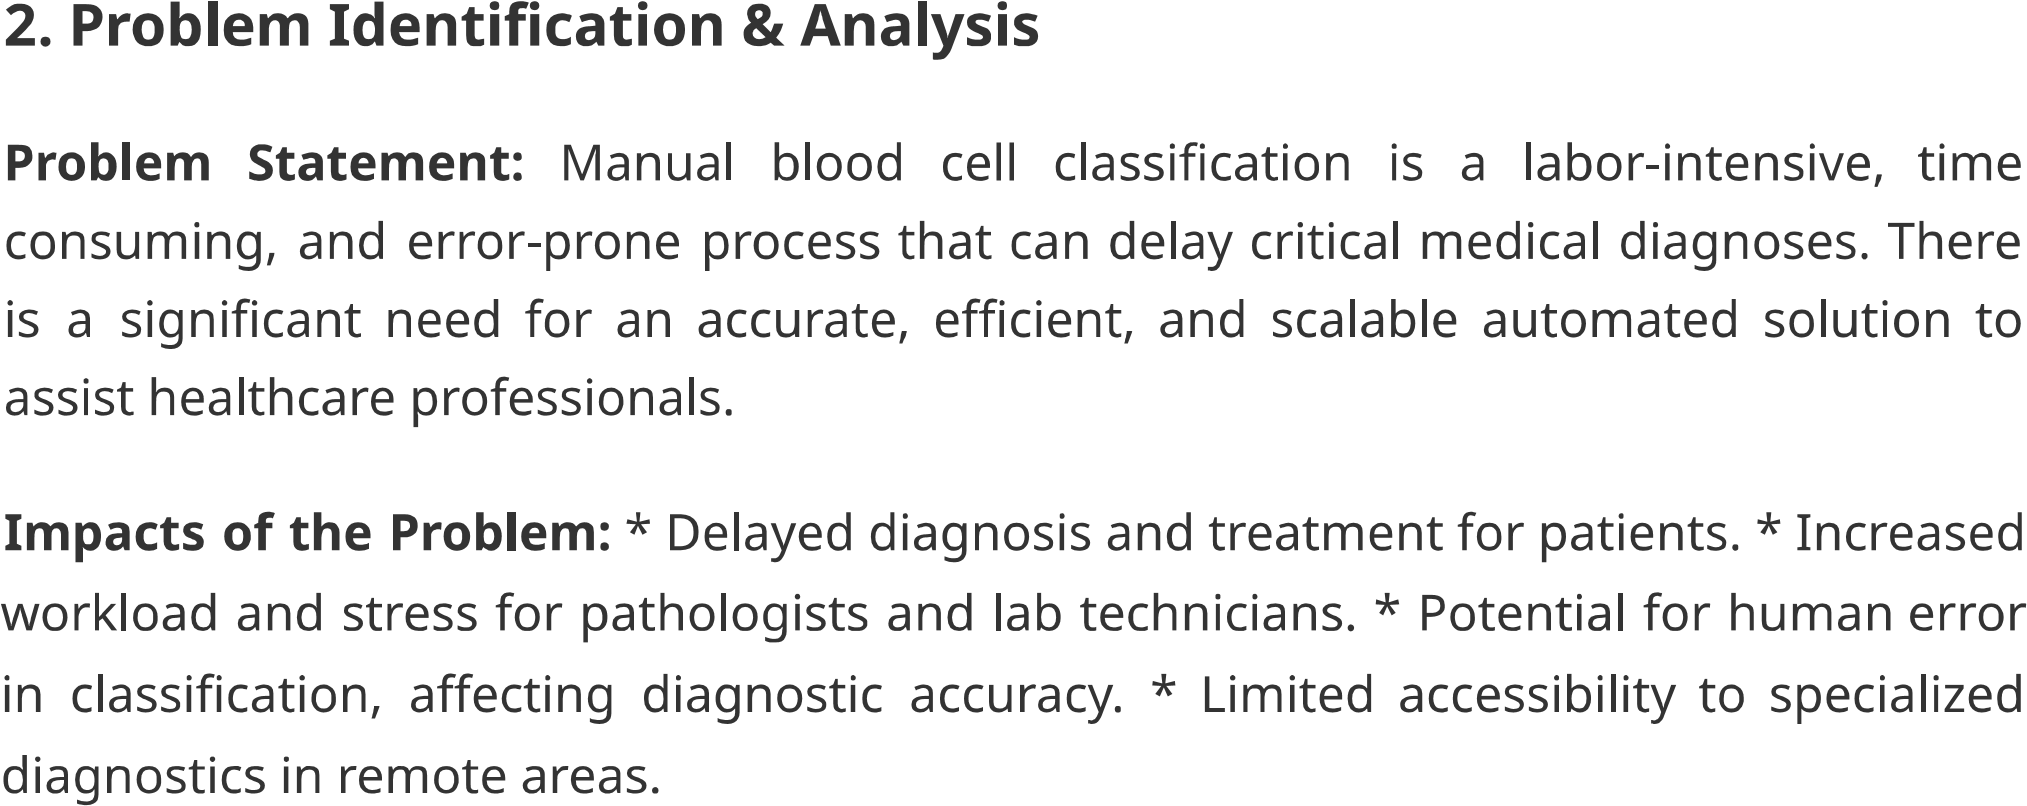 2. Problem Identification & Analysis
Problem Statement: Manual blood cell classification is a labor-intensive, time
consuming, and error-prone process that can delay critical medical diagnoses. There
is a significant need for an accurate, efficient, and scalable automated solution to
assist healthcare professionals.
Impacts of the Problem: * Delayed diagnosis and treatment for patients. * Increased
workload and stress for pathologists and lab technicians. * Potential for human error
in classification, affecting diagnostic accuracy. * Limited accessibility to specialized
diagnostics in remote areas.